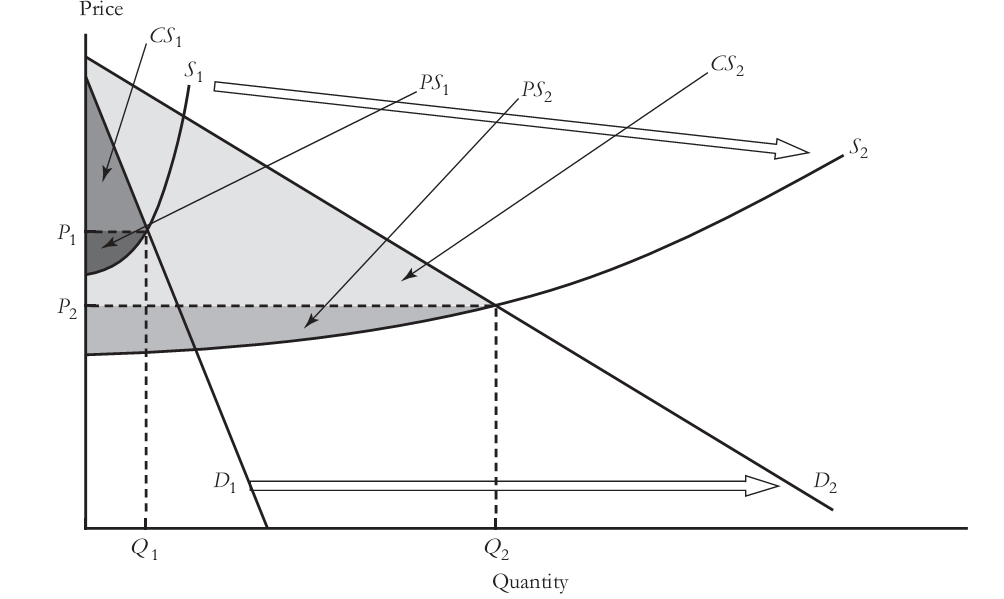 Price
CS1
S1
PS1
PS2
CS2
S2
P1
P2
D1
D2
Q1
Q2
Quantity